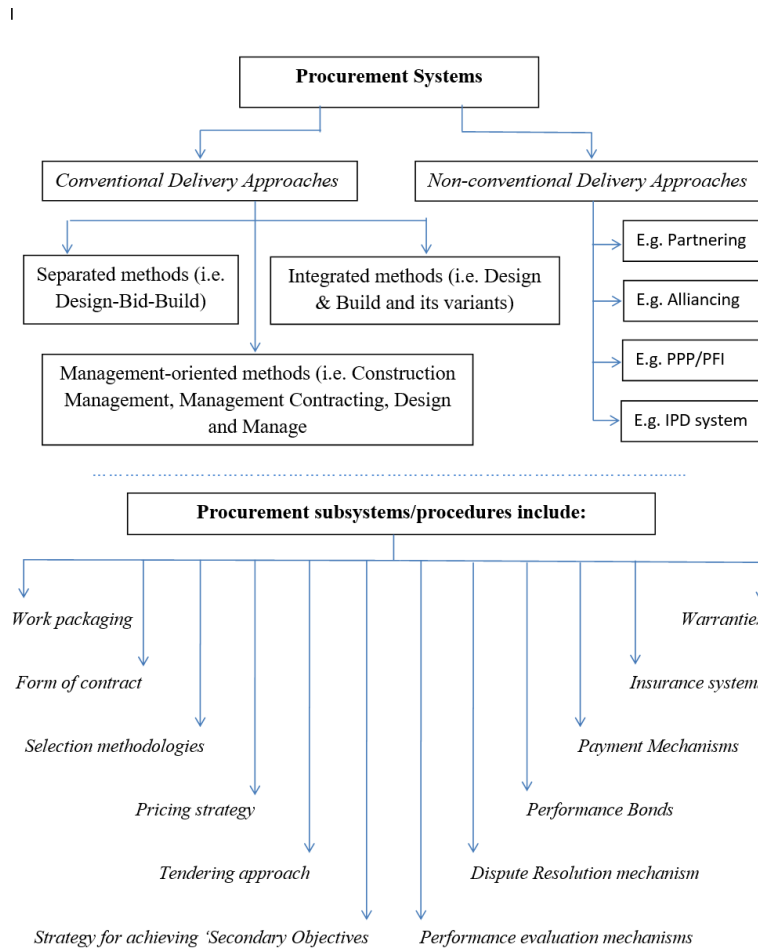 I
Procurement Systems
Conventional Delivery Approaches
Non-conventional Delivery Approaches
Separated methods (i.e.
Design-Bid-Build)
Integrated methods (i.e. Design
& Build and its variants)
Management-oriented methods (i.e. Construction
Management, Management Contracting, Design
and Manage
E.g. Partnering
E.g. Alliancing
E.g. PPP/PFI
E.g. IPD system
Procurement subsystems/procedures include:
Work packaging
Warranties
Form of contract
Insurance system
Selection methodologies
Payment Mechanisms
Pricing strategy
Performance Bonds
Tendering approach
Dispute Resolution mechanism
Strategy for achieving ‘Secondary Objectives
Performance evaluation mechanisms